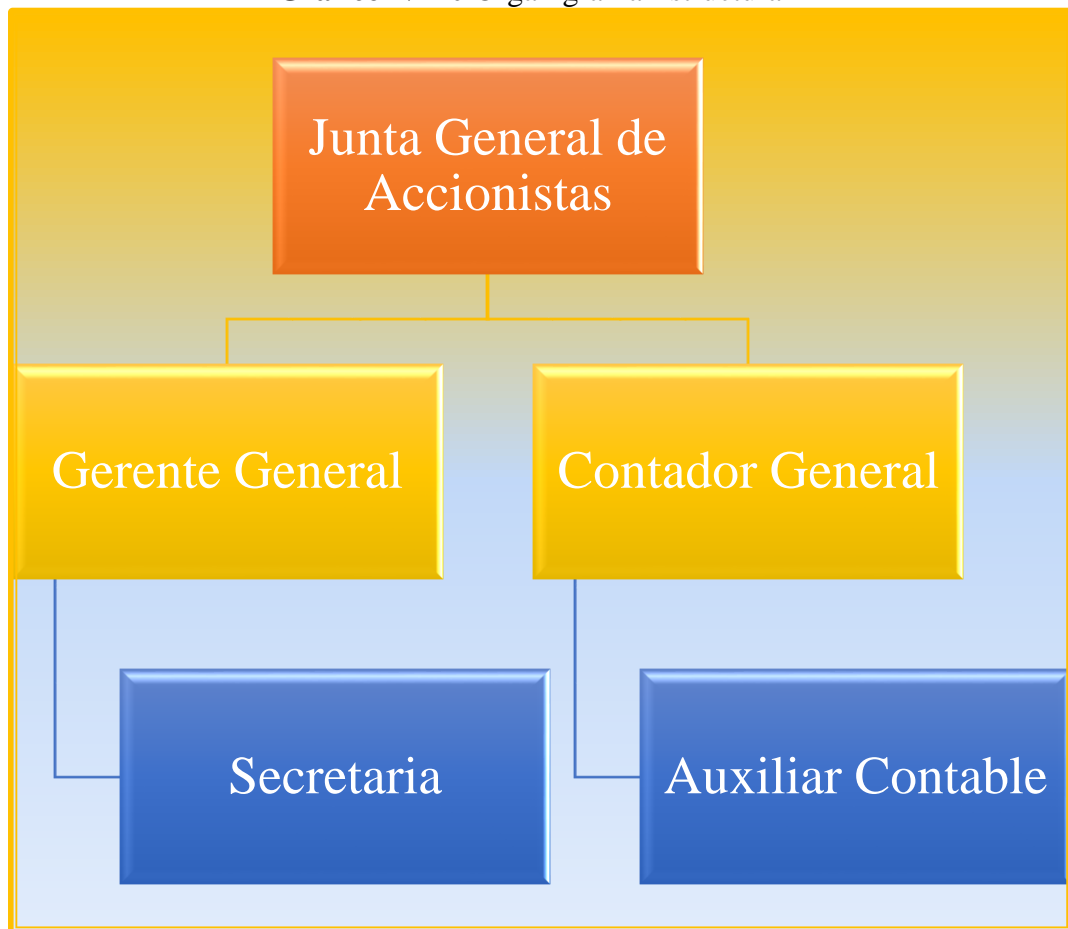 Junta General de
Accionistas
Gerente General
Contador General
Secretaria
Auxiliar Contable